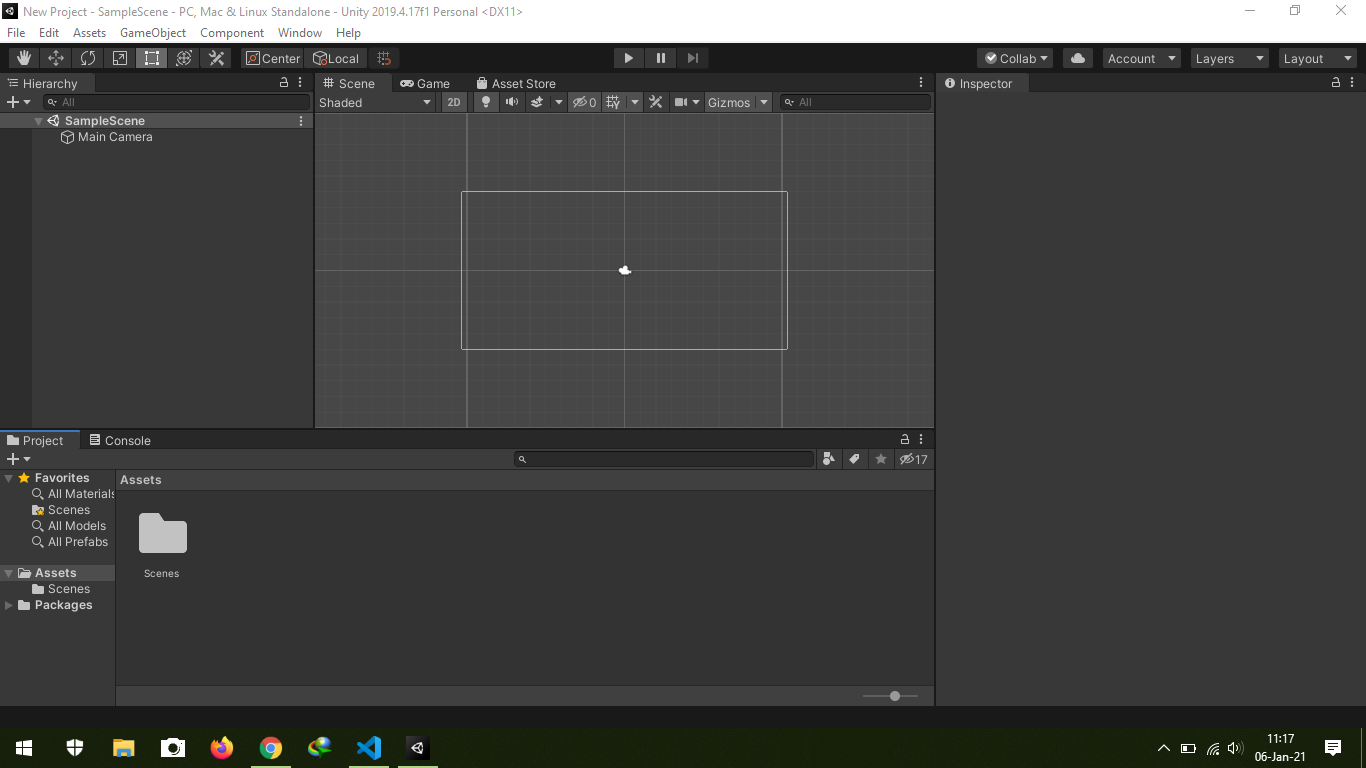 New Project - SampleScene - PC, Mac & Linux Standalone - Unity 2019.4.17f1 Personal <DX11>
File Edit Assets GameObject Component Window Help
Center Local Collab Account Layers Layout
Hierarchy
All
SampleScene
Main Camera
Scene Game Asset Store
Shaded 2D 0 Gizmos All
Inspector
Project Console
17
Favorites
All Materials
Scenes
All Models
All Prefabs
Assets
Scenes
Packages
Assets
Scenes
11:17
06-Jan-21